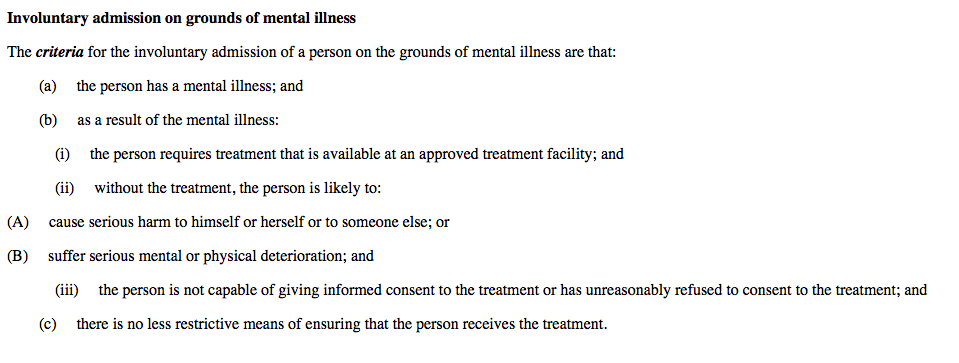 Involuntary admission on grounds of mental illness
The criteria for the involuntary admission of a person on the grounds of mental illness are that:
(a) the person has a mental illness; and
(b) as a result of the mental illness:
(i) the person requires treatment that is available at an approved treatment facility; and
(ii) without the treatment, the person is likely to:
(A) cause serious harm to himself or herself or to someone else; or
(B) suffer serious mental or physical deterioration; and
(iii) the person is not capable of giving informed consent to the treatment or has unreasonably refused to consent to the treatment; and
(c) there is no less restrictive means of ensuring that the person receives the treatment.